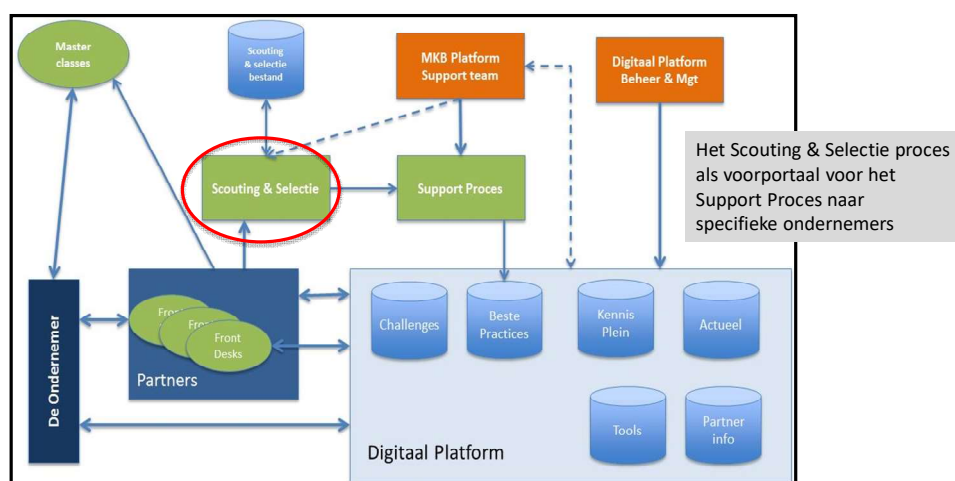 Master
classes
Scouting
& selectie
bestand
MKB Platform
Support team
Digitaal Platform
Beheer & Mgt
Het Scouting & Selectie proces
als voorportaal voor het
Support Proces naar
specifieke ondernemers
Scouting & Selectie
Support Proces
De Ondernemer
Front
Desks
Partners
Challenges
Beste
Practices
Kennis
Plein
Actueel
Tools
Partner
info
Digitaal Platform